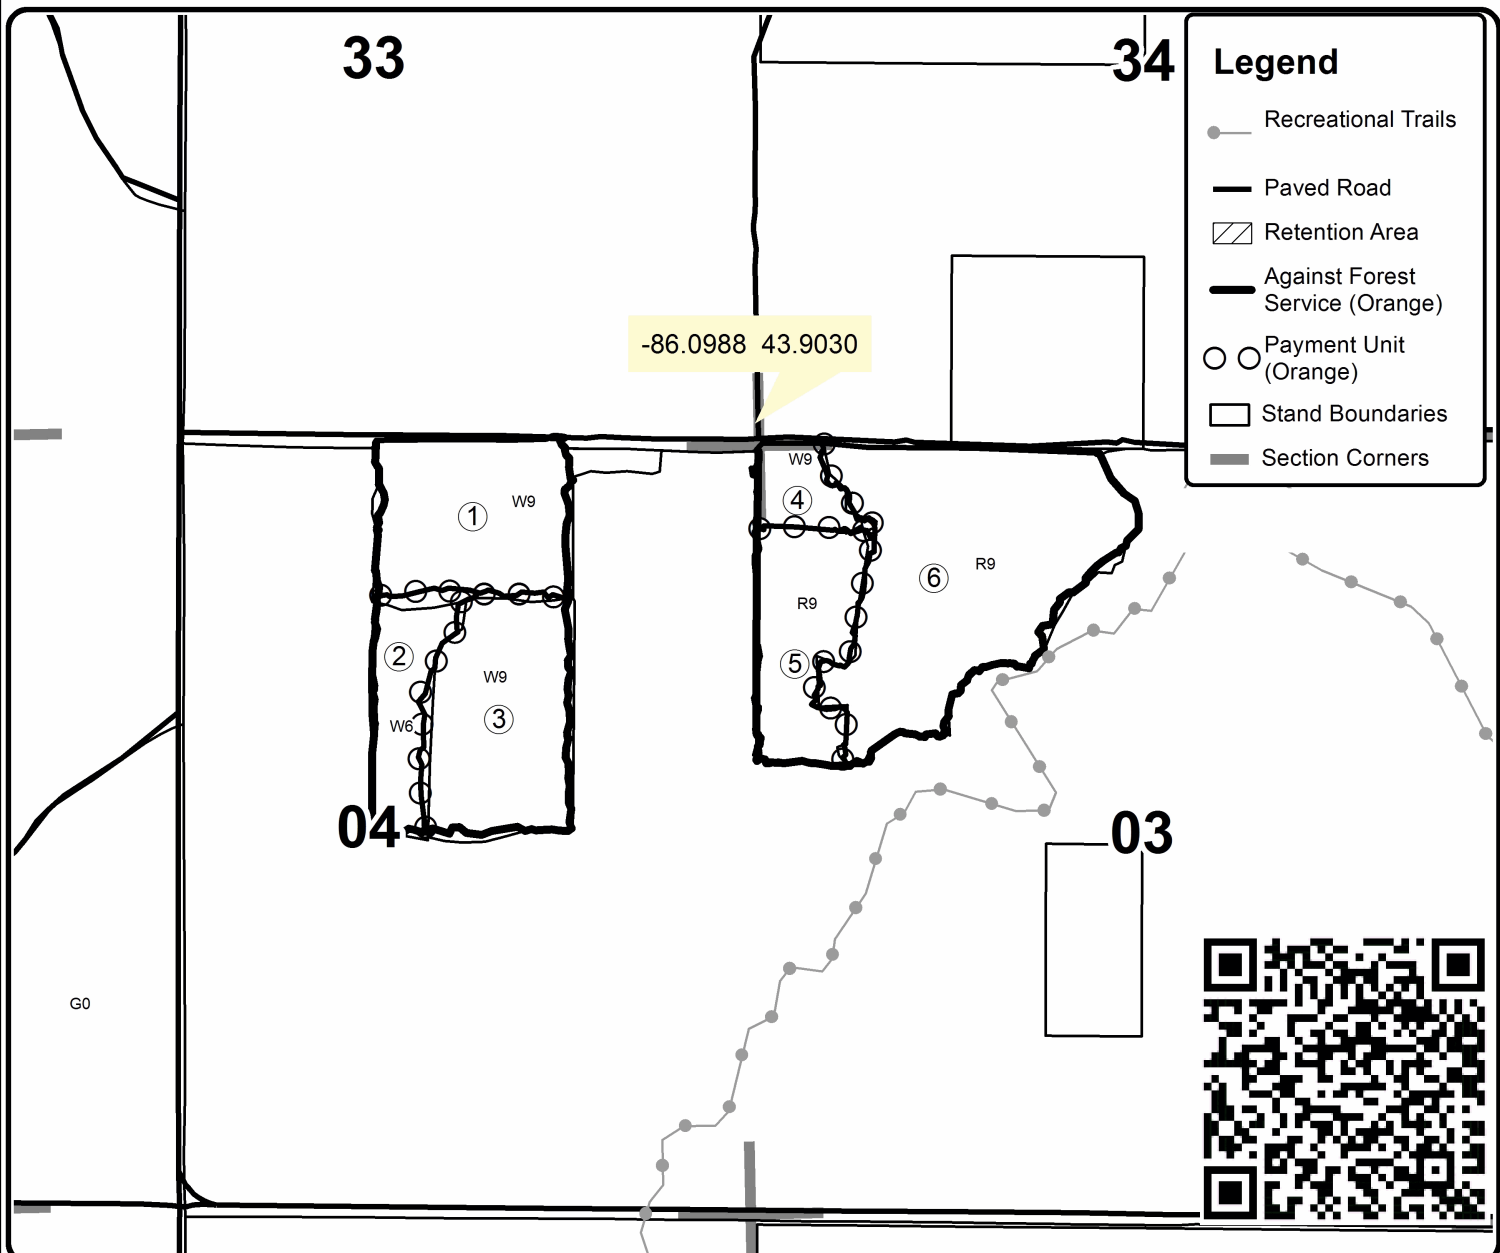 33
34
Legend
Recreational Trails
Paved Road
Retention Area
Against Forest
Service (Orange)
Payment Unit
(Orange)
Stand Boundaries
Section Corners
-86.0988 43.9030
W9
4
1
W9
6
R9
R9
2
5
W9
3
W6
04
03
G0